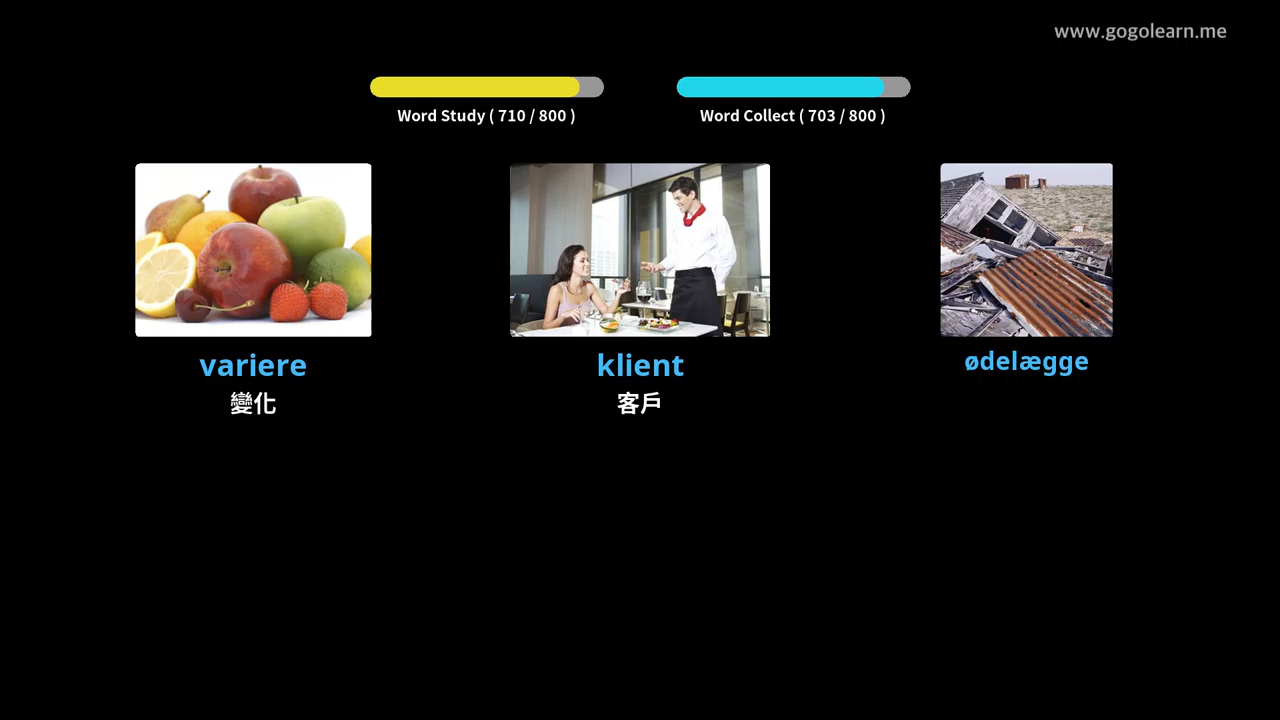 www.gogolearn.me
Word Study ( 710 / 800 )
Word Collect ( 703 / 800 )
variere
變化
klient
客戶
ødelægge